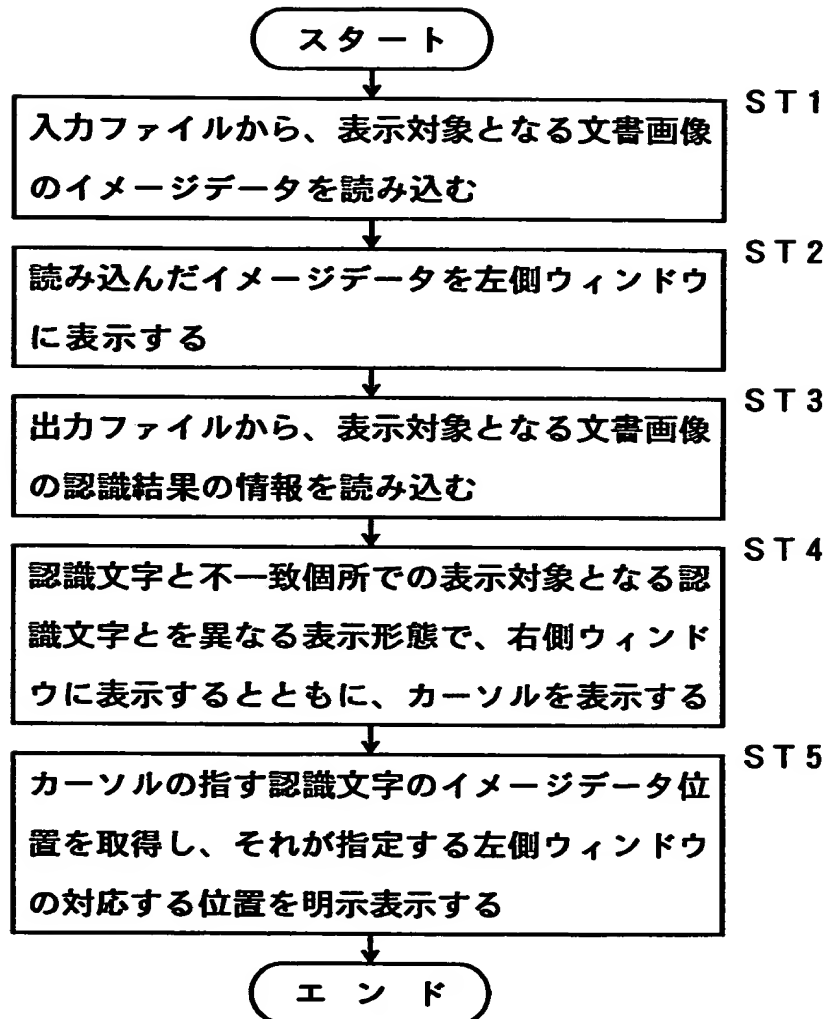 スタート
ST1
入力ファイルから、表示対象となる文書画像
のイメージデータを読み込む
ST2
読み込んだイメージデータを左側ウィンドウ
に表示する
ST3
出力ファイルから、表示対象となる文書画像
の認識結果の情報を読み込む
ST4
認識文字と不一致個所での表示対象となる認
識文字とを異なる表示形態で、右側ウィンド
ウに表示するとともに、カーソルを表示する
ST5
カーソルの指す認識文字のイメージデータ位
置を取得し、それが指定する左側ウィンドウ
の対応する位置を明示表示する
エンド